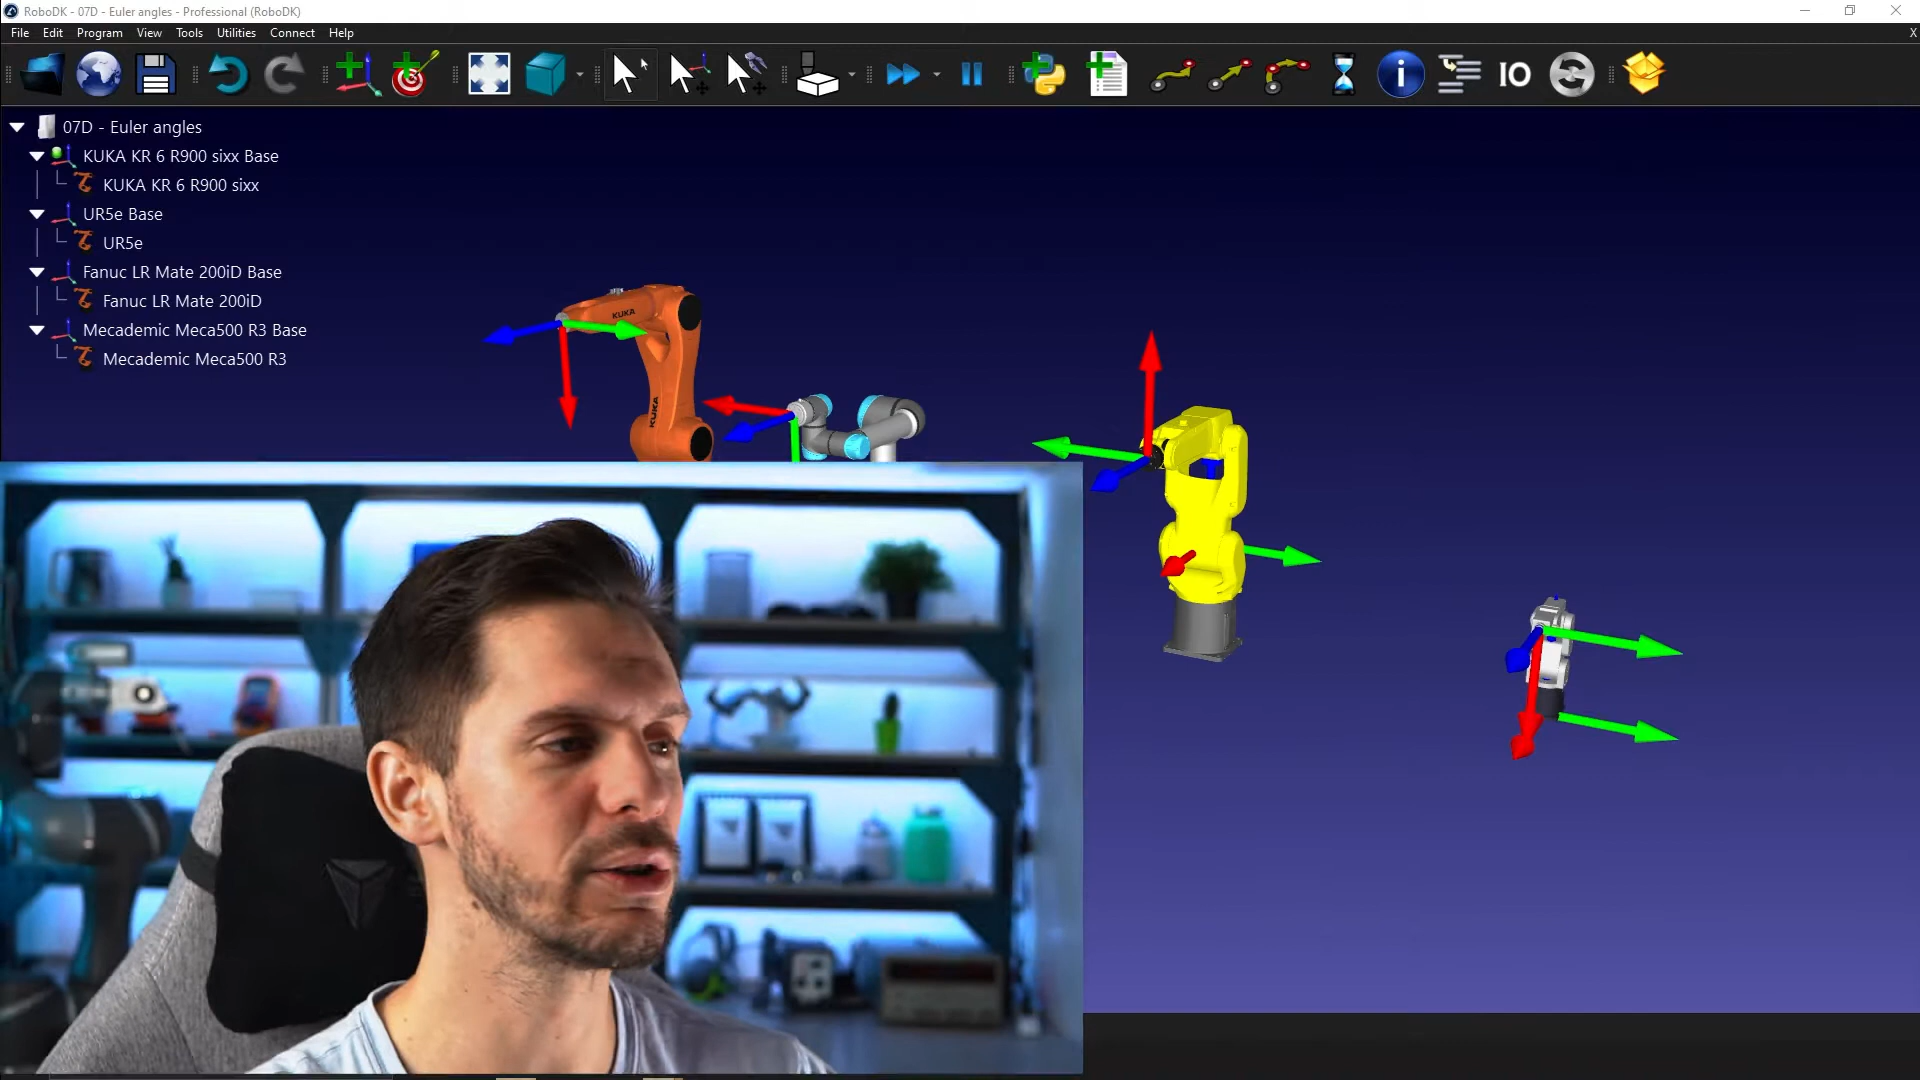 RoboDK - 07D - Euler angles - Professional (RoboDK)
File Edit Program View Tools Utilities Connect Help X
IO
07D - Euler angles
KUKA KR 6 R900 sixx Base
KUKA KR 6 R900 sixx
UR5e Base
UR5e
Fanuc LR Mate 200iD Base
Fanuc LR Mate 200iD
Mecademic Meca500 R3 Base
Mecademic Meca500 R3
KUKA
KUKA